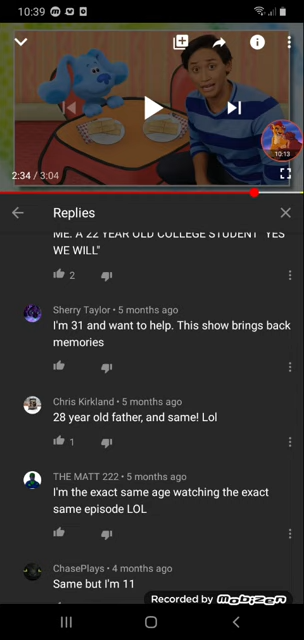 10:39
2:34 / 3:04
10:13
Replies
ME: A 22 YEAR OLD COLLEGE STUDENT "YES
WE WILL"
2
Sherry Taylor • 5 months ago
I'm 31 and want to help. This show brings back
memories
Chris Kirkland • 5 months ago
28 year old father, and same! Lol
1
THE MATT 222 • 5 months ago
I'm the exact same age watching the exact
same episode LOL
ChasePlays • 4 months ago
Same but I'm 11
Recorded by Mobizen